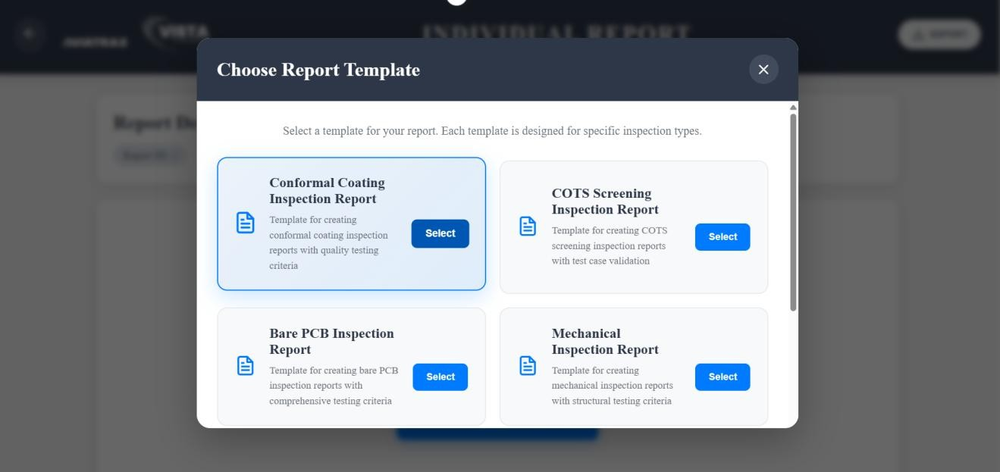 VISTA
INDIVIDUAL REPORT
EXPORT
Choose Report Template
Select a template for your report. Each template is designed for specific inspection types.
Conformal Coating
Inspection Report
Template for creating
conformal coating inspection
reports with quality testing
criteria
Select
COTS Screening
Inspection Report
Template for creating COTS
screening inspection reports
with test case validation
Select
Bare PCB Inspection
Report
Template for creating bare PCB
inspection reports with
comprehensive testing criteria
Select
Mechanical
Inspection Report
Template for creating
mechanical inspection reports
with structural testing criteria
Select